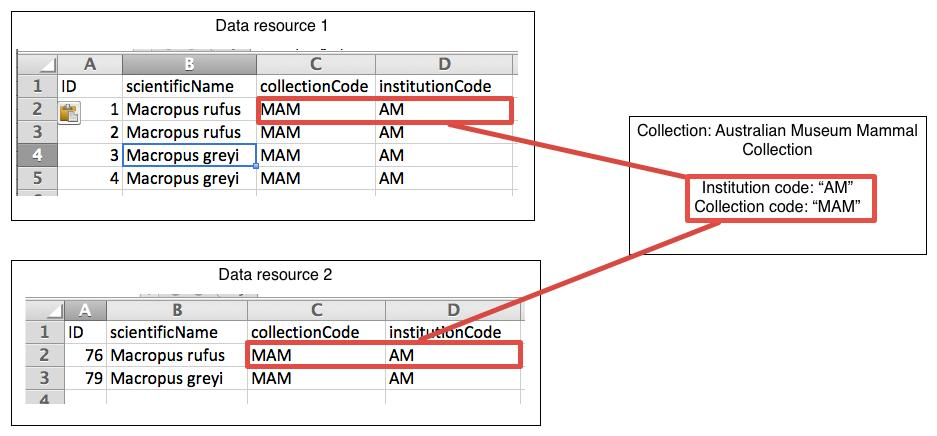 Data resource 1
A B C D
1 ID scientificName collectionCode institutionCode
2 1 Macropus rufus MAM AM
3 2 Macropus rufus MAM AM
4 3 Macropus greyi MAM AM
5 4 Macropus greyi MAM AM
Collection: Australian Museum Mammal
Collection
Institution code: “AM”
Collection code: “MAM”
Data resource 2
A B C D
1 ID scientificName collectionCode institutionCode
2 76 Macropus rufus MAM AM
3 79 Macropus greyi MAM AM
4